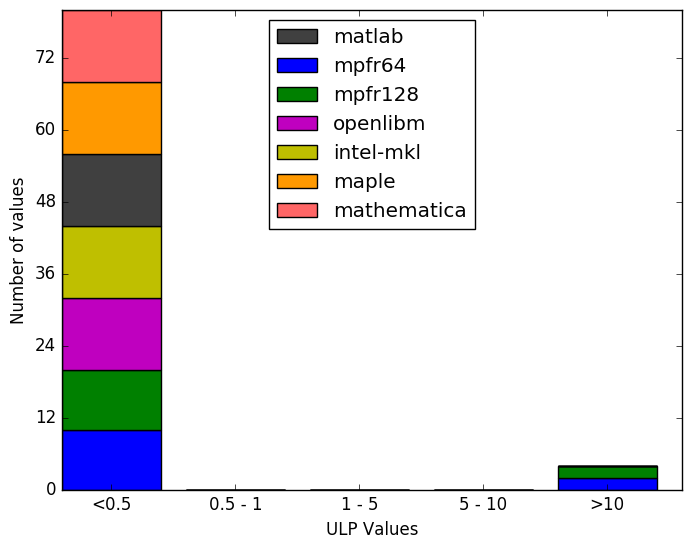 matlab
mpfr64
mpfr128
openlibm
intel-mkl
maple
mathematica
Number of values
72
60
48
36
24
12
0
<0.5
0.5 - 1
1 - 5
5 - 10
>10
ULP Values